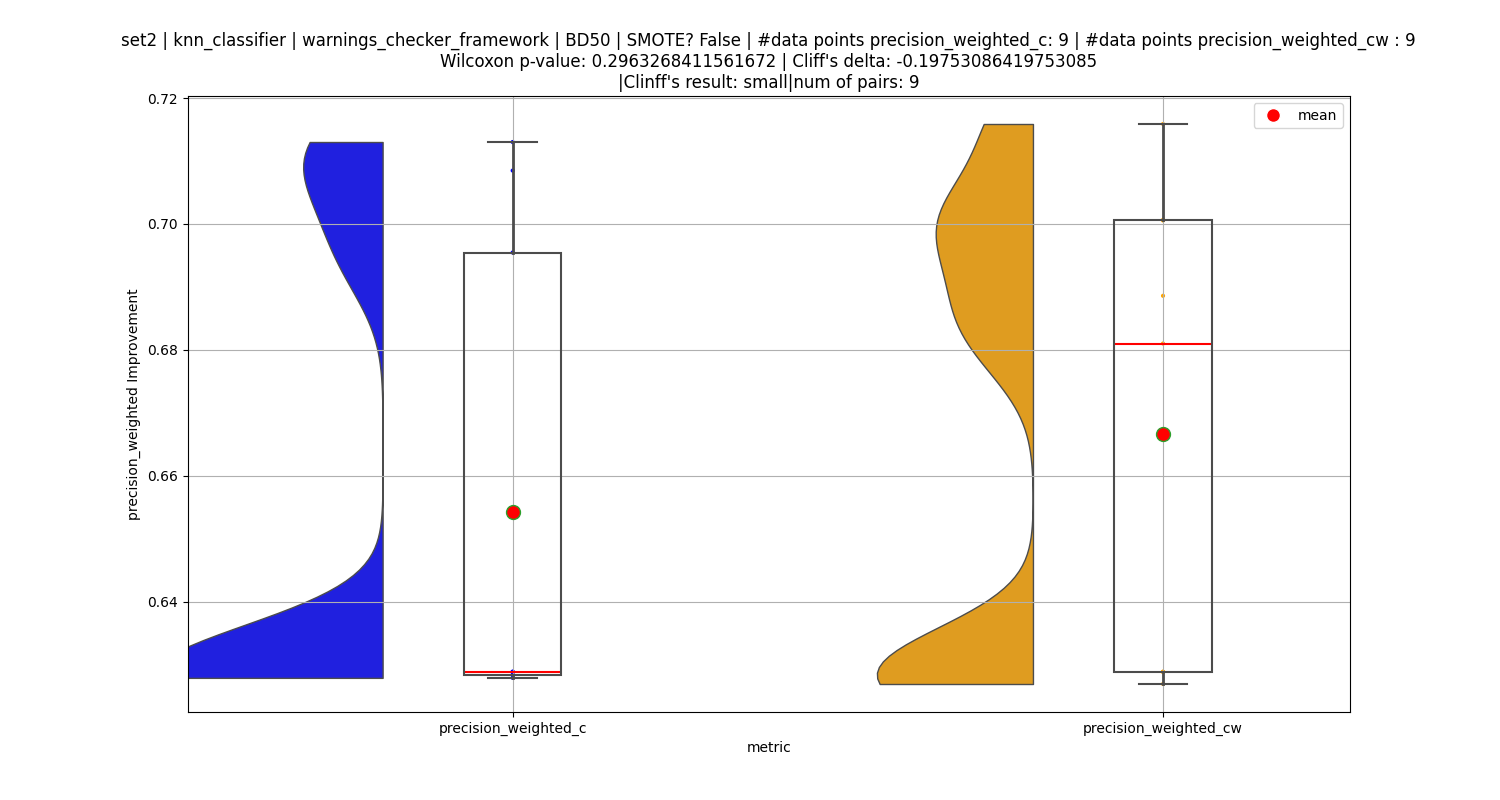 set2 | knn_classifier | warnings_checker_framework | BD50 | SMOTE? False | #data points precision_weighted_c: 9 | #data points precision_weighted_cw : 9
Wilcoxon p-value: 0.2963268411561672 | Cliff's delta: -0.19753086419753085
|Clinff's result: small|num of pairs: 9
mean
0.72
0.70
0.68
0.66
0.64
precision_weighted Improvement
precision_weighted_c
precision_weighted_cw
metric